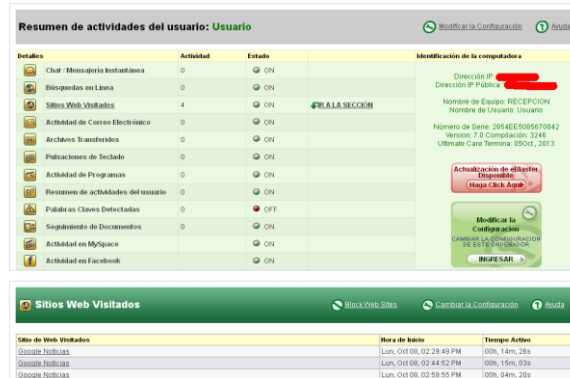 Resumen de actividades del usuario: Usuario
Modificar la Configuración
Ayuda
Detalles Actividad Estado Identificación de la computadora
Chat / Mensajería Instantánea 0 ON
Búsquedas en Línea 0 ON
Sitios Web Visitados 4 ON IR A LA SECCIÓN
Actividad de Correo Electrónico 0 ON
Archivos Transferidos 0 ON
Pulsaciones de Teclado 0 ON
Actividad de Programas 0 ON
Resumen de actividades del usuario 0 ON
Palabras Claves Detectadas 0 OFF
Seguimiento de Documentos 0 ON
Actividad en MySpace ON
Actividad en Facebook ON
Dirección IP:
Dirección IP Pública:
Nombre de Equipo: RECEPCION
Nombre de Usuario: Usuario
Número de Serie: 2854EE5005670042
Version: 7.0 Compilación: 3246
Ultimate Care Termina: 05Oct, 2013
Actualización de eBlaster
Disponible
Haga Click Aquí
Modificar la
Configuracion
CAMBIAR LA CONFIGURACION
DE ESTE ORDENADOR
INGRESAR
Sitios Web Visitados
Block Web Sites
Cambiar la Configuración
Ayuda
Sitio de Web Visitados Hora de Inicio Tiempo Activo
Google Noticias Lun, Oct 08, 02:29:49 PM 00h, 14m, 26s
Google Noticias Lun, Oct 08, 02:44:52 PM 00h, 15m, 03s
Google Noticias Lun, Oct 08, 02:59:55 PM 00h, 04m, 28s